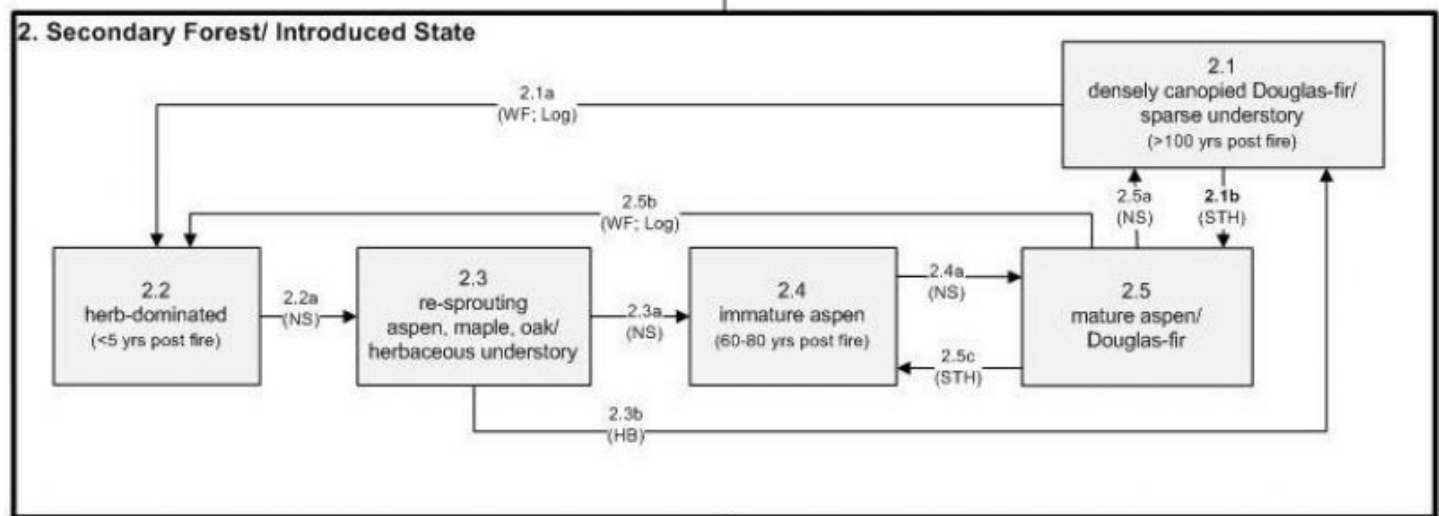 2. Secondary Forest/ Introduced State
2.1
densely canopied Douglas-fir/
sparse understory
(>100 yrs post fire)
2.1a
(WF; Log)
2.5a
(NS)
2.1b
(STH)
2.5b
(WF; Log)
2.2
herb-dominated
(<5 yrs post fire)
2.2a
(NS)
2.3
re-sprouting
aspen, maple, oak/
herbaceous understory
2.3a
(NS)
2.4
immature aspen
(60-80 yrs post fire)
2.4a
(NS)
2.5c
(STH)
2.5
mature aspen/
Douglas-fir
2.3b
(HB)